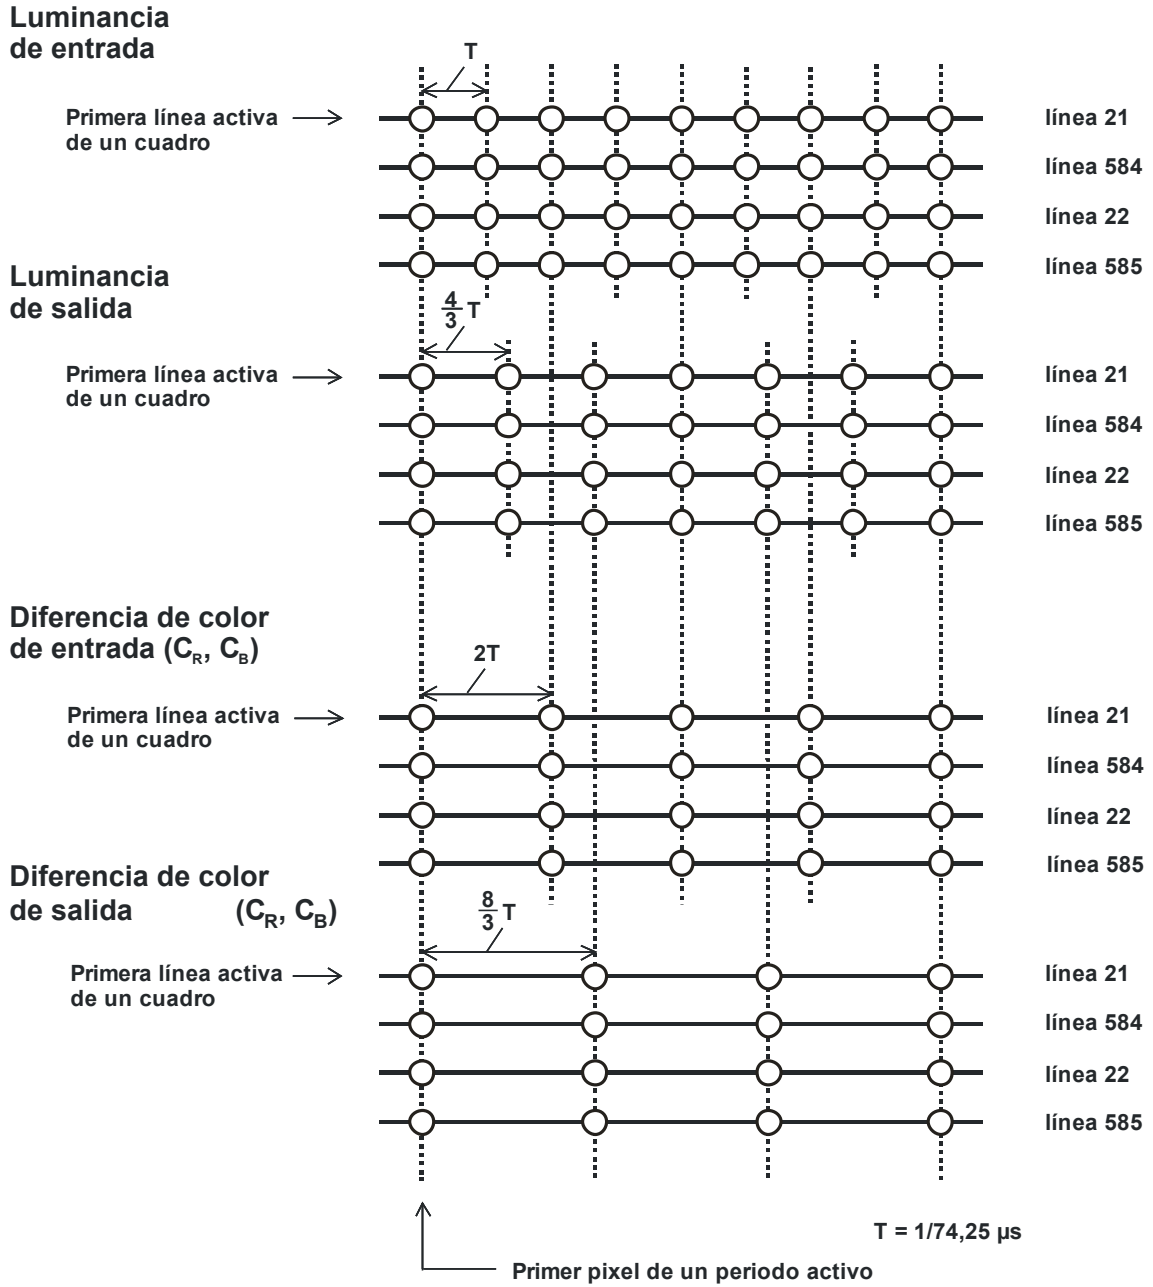 Luminancia
de entrada
T
Primera línea activa
de un cuadro
línea 21
línea 584
línea 22
línea 585
Luminancia
de salida
4/3 T
Primera línea activa
de un cuadro
línea 21
línea 584
línea 22
línea 585
Diferencia de color
de entrada (CR, CB)
2T
Primera línea activa
de un cuadro
línea 21
línea 584
línea 22
línea 585
Diferencia de color
de salida (CR, CB)
8/3 T
Primera línea activa
de un cuadro
línea 21
línea 584
línea 22
línea 585
T = 1/74,25 µs
Primer pixel de un periodo activo